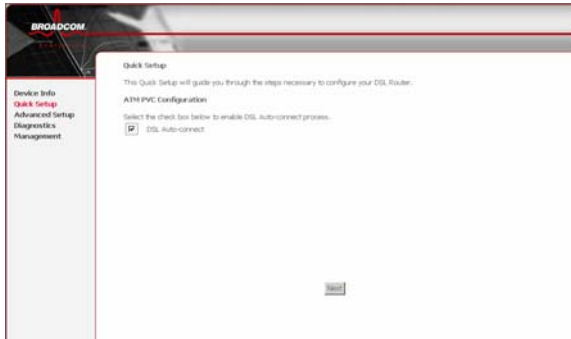 BROADCOM
Device Info
Quick Setup
Advanced Setup
Diagnostics
Management
Quick Setup
This Quick Setup will guide you through the steps necessary to configure your DSL Router.
ATM PVC Configuration
Select the check box below to enable DSL Auto-connect process.
DSL Auto-connect
Next